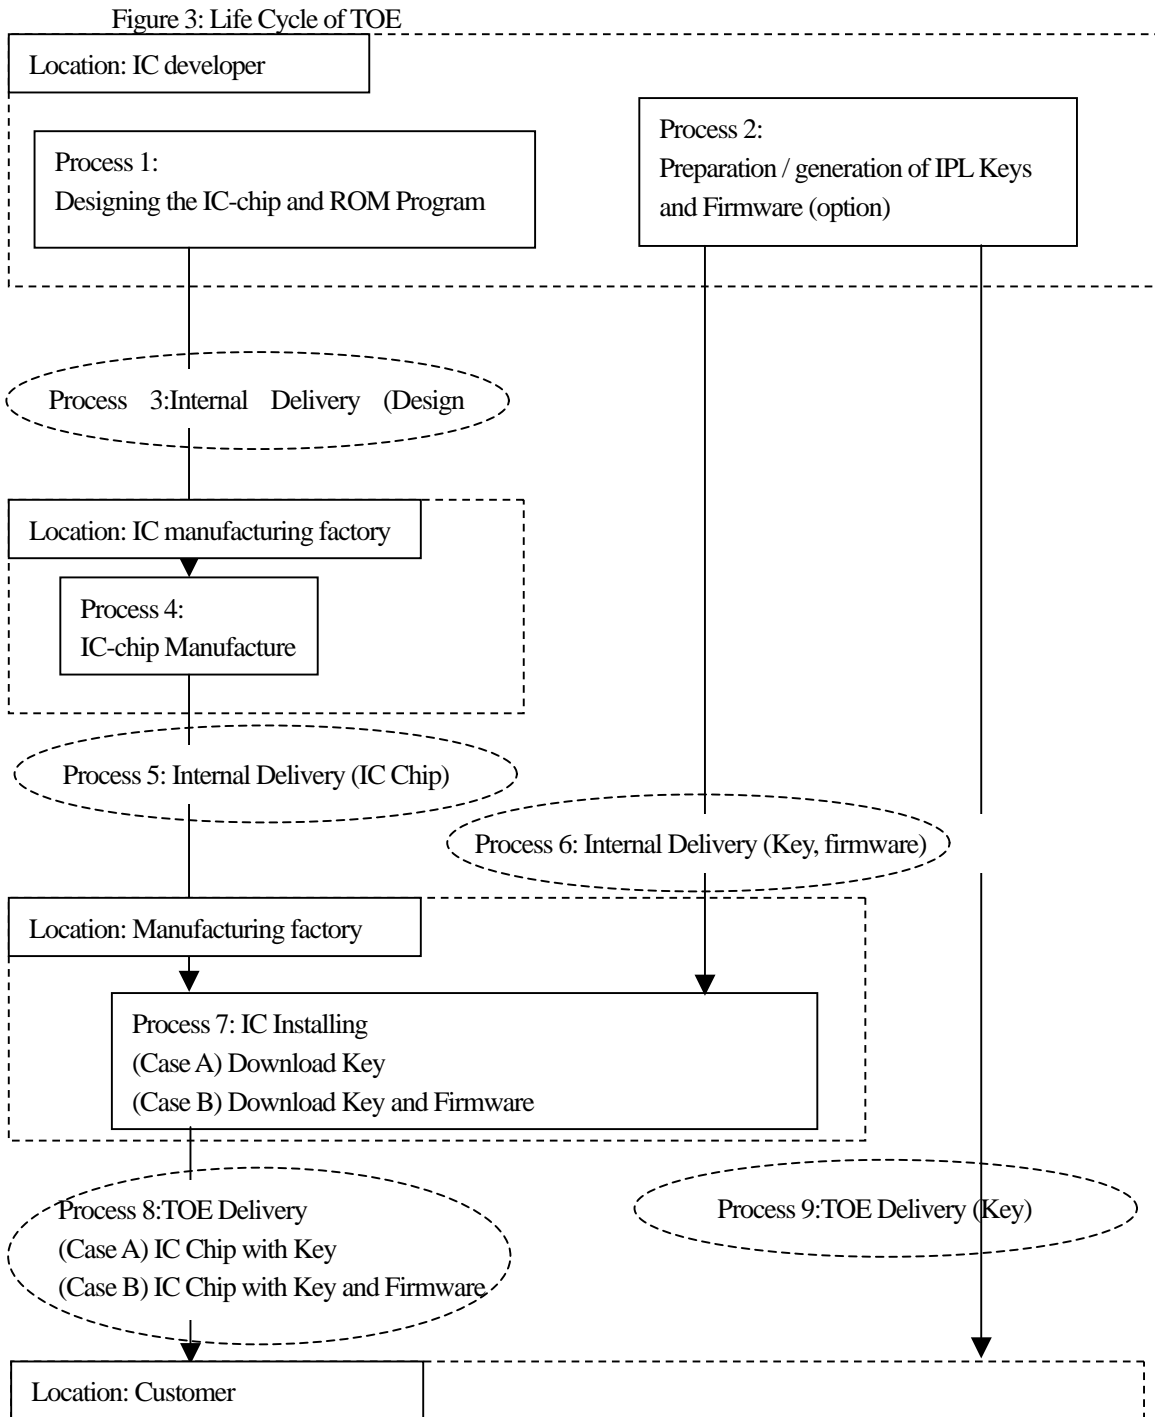 Figure 3: Life Cycle of TOE
Location: IC developer
Process 1:
Designing the IC-chip and ROM Program
Process 2:
Preparation / generation of IPL Keys
and Firmware (option)
Process 3:Internal Delivery (Design
Location: IC manufacturing factory
Process 4:
IC-chip Manufacture
Process 5: Internal Delivery (IC Chip)
Process 6: Internal Delivery (Key, firmware)
Location: Manufacturing factory
Process 7: IC Installing
(Case A) Download Key
(Case B) Download Key and Firmware
Process 8:TOE Delivery
(Case A) IC Chip with Key
(Case B) IC Chip with Key and Firmware
Process 9:TOE Delivery (Key)
Location: Customer